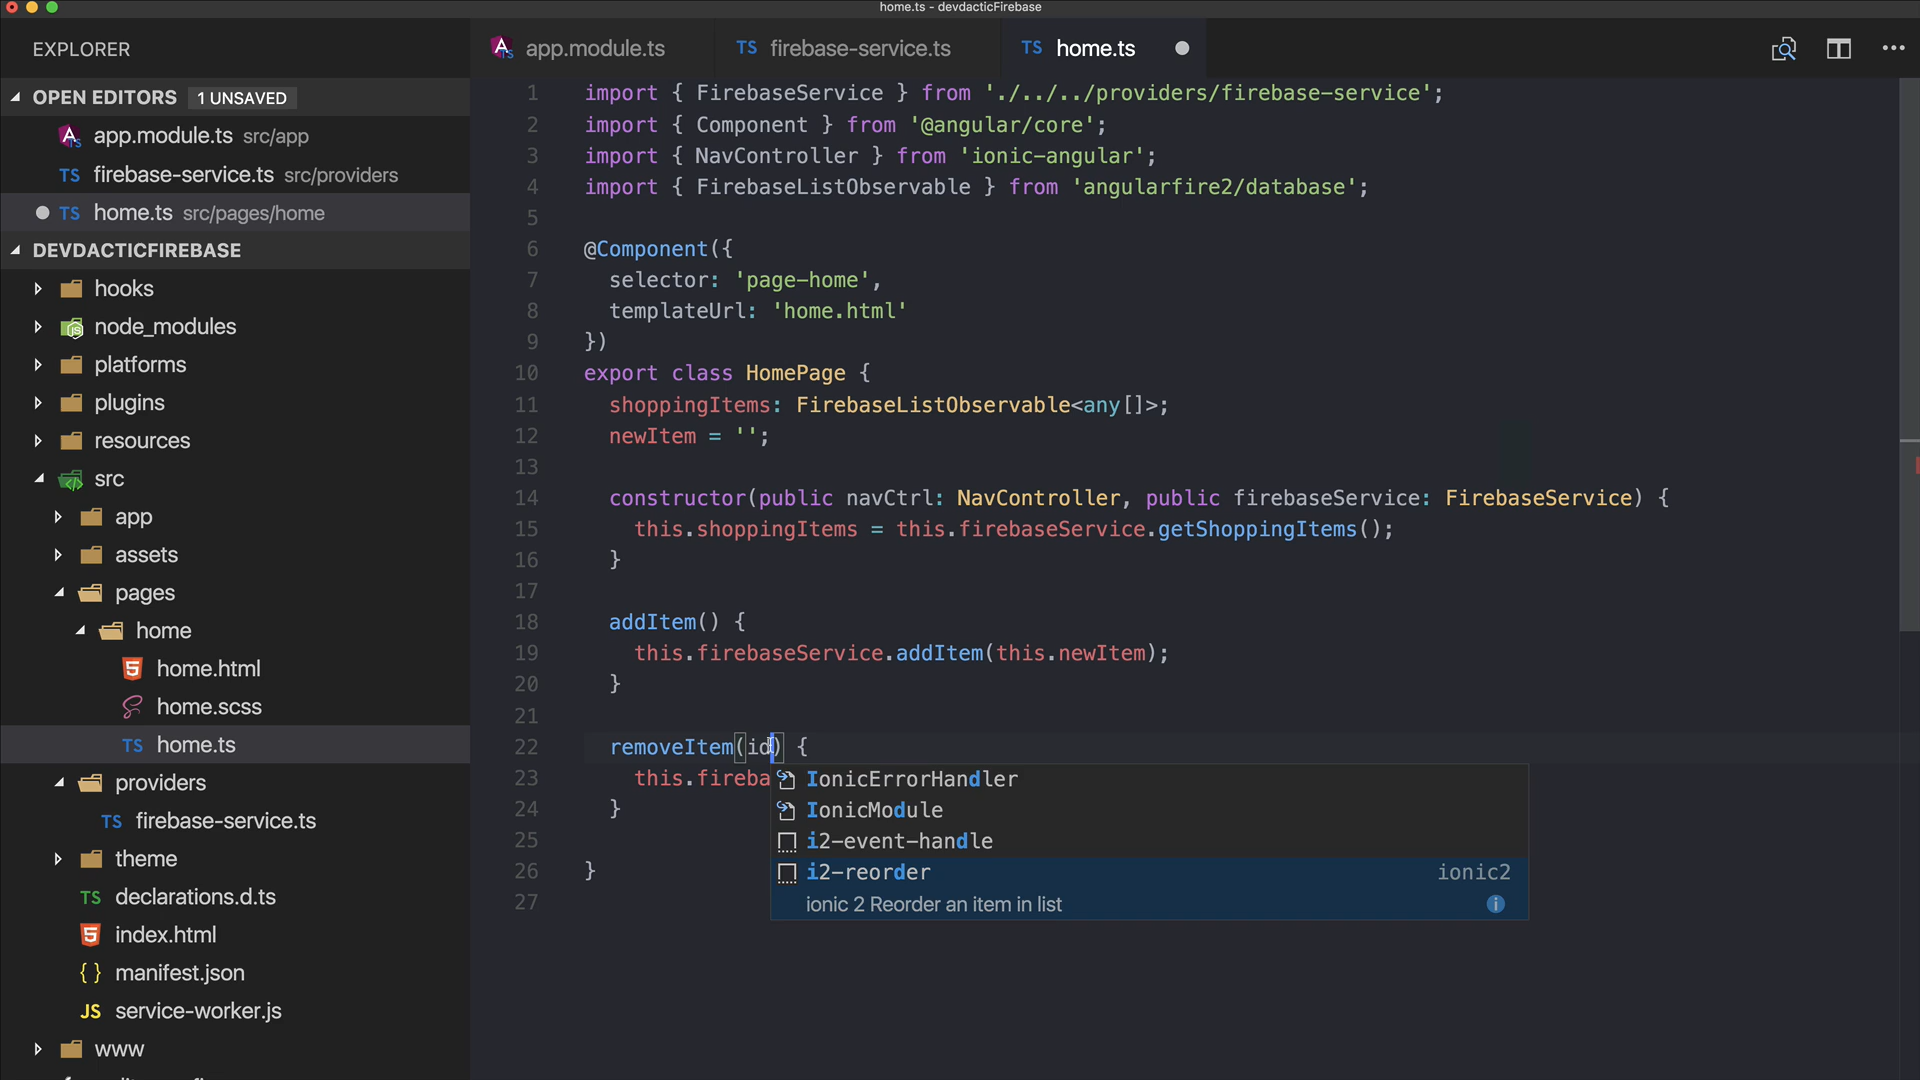 home.ts - devdacticFirebase
EXPLORER
OPEN EDITORS 1 UNSAVED
app.module.ts src/app
TS firebase-service.ts src/providers
TS home.ts src/pages/home
DEVDACTICFIREBASE
hooks
node_modules
platforms
plugins
resources
src
app
assets
pages
home
home.html
home.scss
TS home.ts
providers
TS firebase-service.ts
theme
TS declarations.d.ts
index.html
{ } manifest.json
JS service-worker.js
www
app.module.ts
TS firebase-service.ts
TS home.ts
1 import { FirebaseService } from './../../providers/firebase-service';
2 import { Component } from '@angular/core';
3 import { NavController } from 'ionic-angular';
4 import { FirebaseListObservable } from 'angularfire2/database';
5
6 @Component({
7 selector: 'page-home',
8 templateUrl: 'home.html'
9 })
10 export class HomePage {
11 shoppingItems: FirebaseListObservable<any[]>;
12 newItem = '';
13
14 constructor(public navCtrl: NavController, public firebaseService: FirebaseService) {
15 this.shoppingItems = this.firebaseService.getShoppingItems();
16 }
17
18 addItem() {
19 this.firebaseService.addItem(this.newItem);
20 }
21
22 removeItem(id) {
23 this.fireba
24 }
25
26 }
27
IonicErrorHandler
IonicModule
i2-event-handle
i2-reorder ionic2
ionic 2 Reorder an item in list